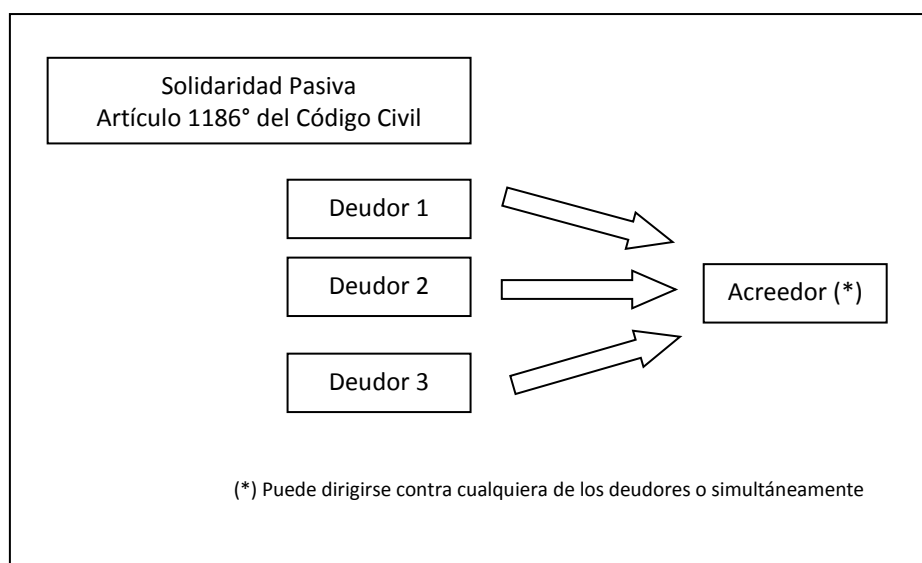 Solidaridad Pasiva
Artículo 1186° del Código Civil
Deudor 1
Deudor 2
Acreedor (*)
Deudor 3
(*) Puede dirigirse contra cualquiera de los deudores o simultáneamente